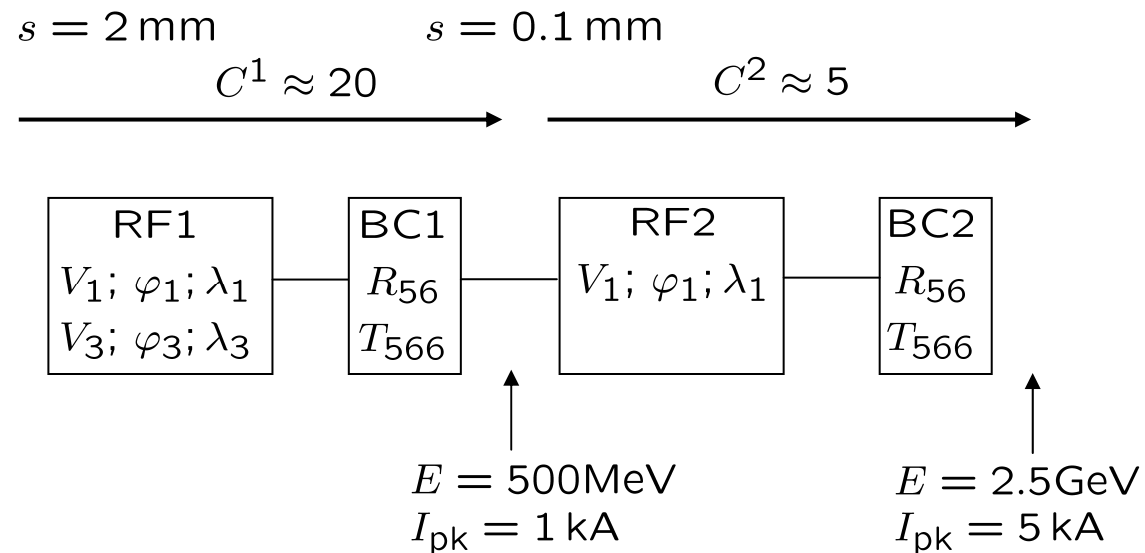 s = 2 mm
s = 0.1 mm
C¹ ≈ 20
C² ≈ 5
RF1
V₁; φ₁; λ₁
V₃; φ₃; λ₃
BC1
R₅₆
T₅₆₆
RF2
V₁; φ₁; λ₁
BC2
R₅₆
T₅₆₆
E = 500MeV
I_pk = 1 kA
E = 2.5GeV
I_pk = 5 kA